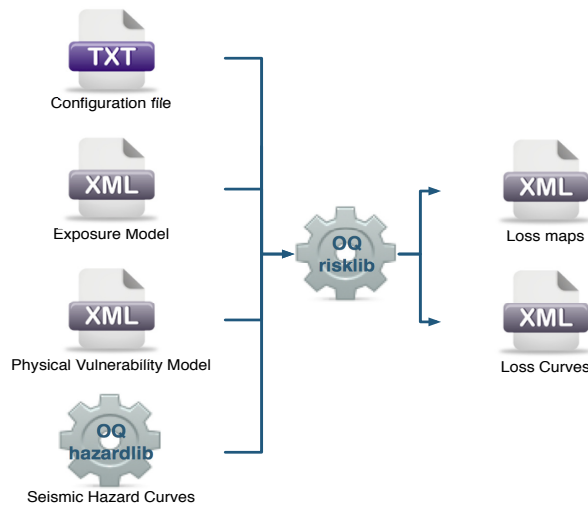 TXT
Configuration file
XML
Exposure Model
XML
Physical Vulnerability Model
OQ
hazardlib
Seismic Hazard Curves
OQ
risklib
XML
Loss maps
XML
Loss Curves